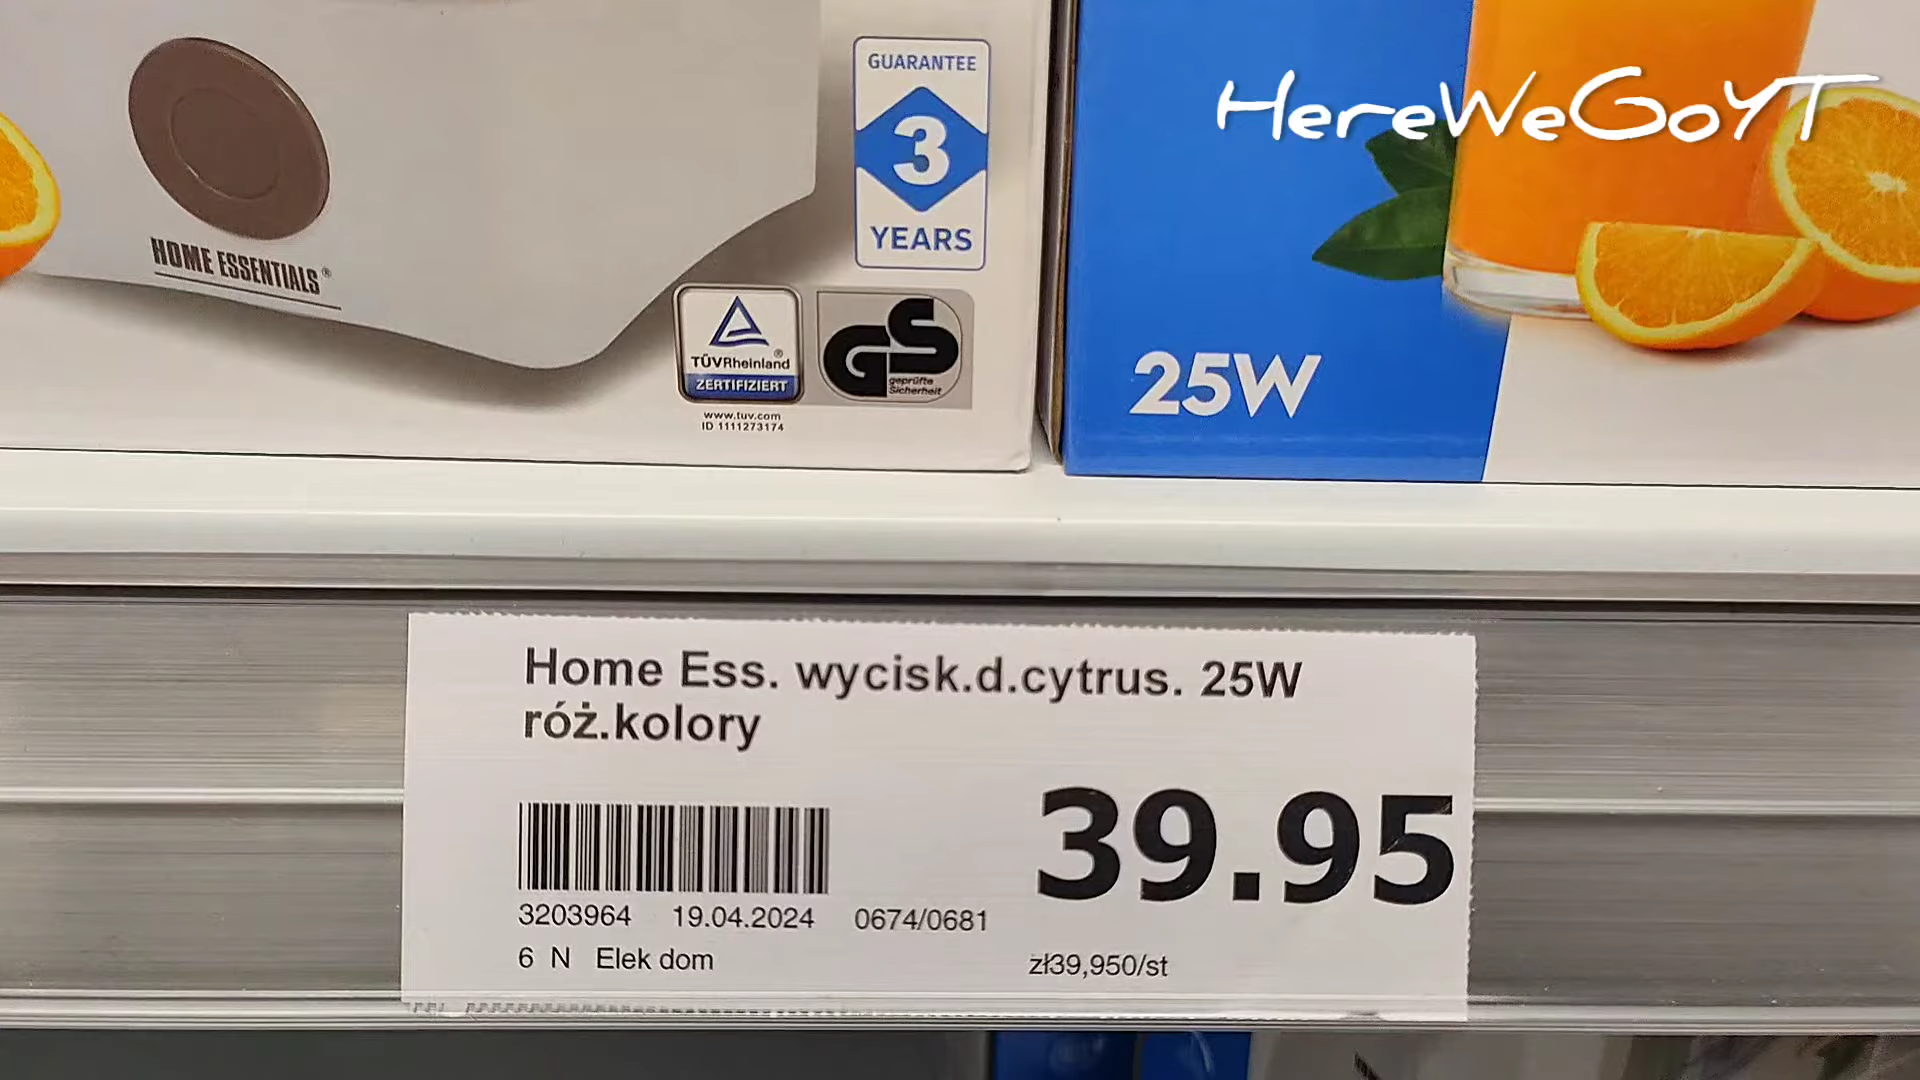 HereWeGoYT
GUARANTEE
3
YEARS
HOME ESSENTIALS®
TÜVRheinland®
ZERTIFIZIERT
www.tuv.com
ID 1111273174
GS
geprüfte
Sicherheit
25W
Home Ess. wycisk.d.cytrus. 25W
róż.kolory
39.95
3203964 19.04.2024 0674/0681
6 N Elek dom
zł39,950/st